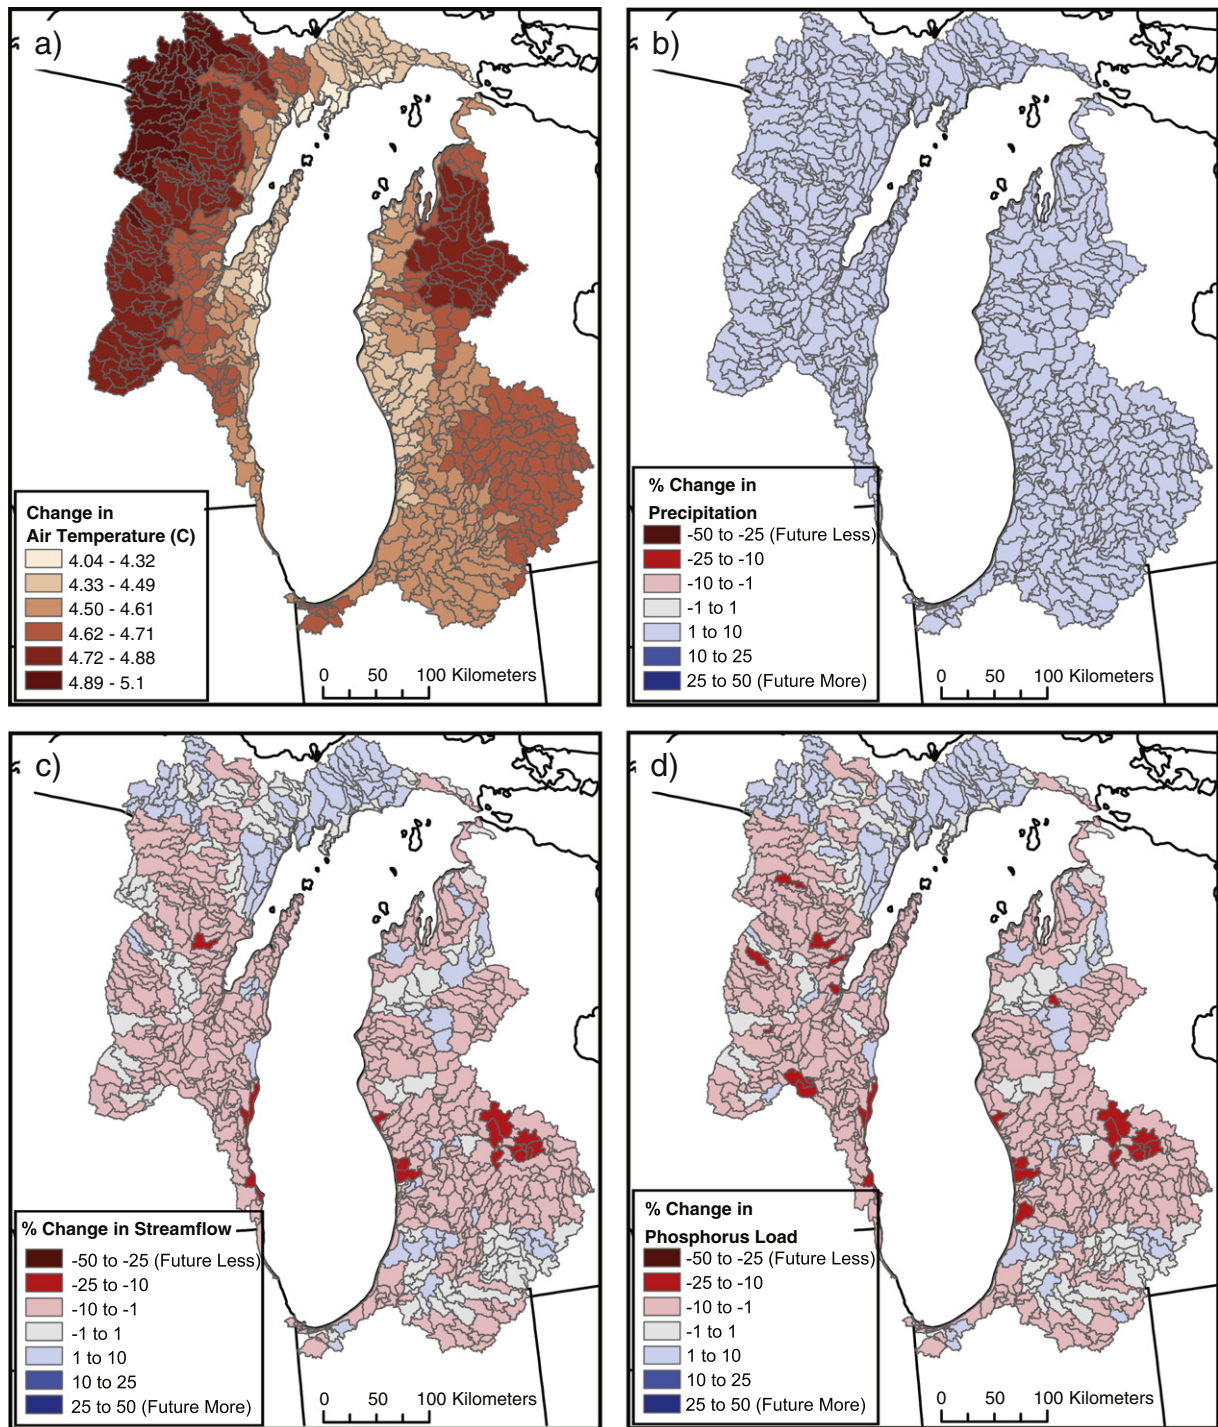 a)
Change in
Air Temperature (C)
4.04 - 4.32
4.33 - 4.49
4.50 - 4.61
4.62 - 4.71
4.72 - 4.88
4.89 - 5.1
0 50 100 Kilometers
b)
% Change in
Precipitation
-50 to -25 (Future Less)
-25 to -10
-10 to -1
-1 to 1
1 to 10
10 to 25
25 to 50 (Future More)
0 50 100 Kilometers
c)
% Change in Streamflow
-50 to -25 (Future Less)
-25 to -10
-10 to -1
-1 to 1
1 to 10
10 to 25
25 to 50 (Future More)
0 50 100 Kilometers
d)
% Change in
Phosphorus Load
-50 to -25 (Future Less)
-25 to -10
-10 to -1
-1 to 1
1 to 10
10 to 25
25 to 50 (Future More)
0 50 100 Kilometers